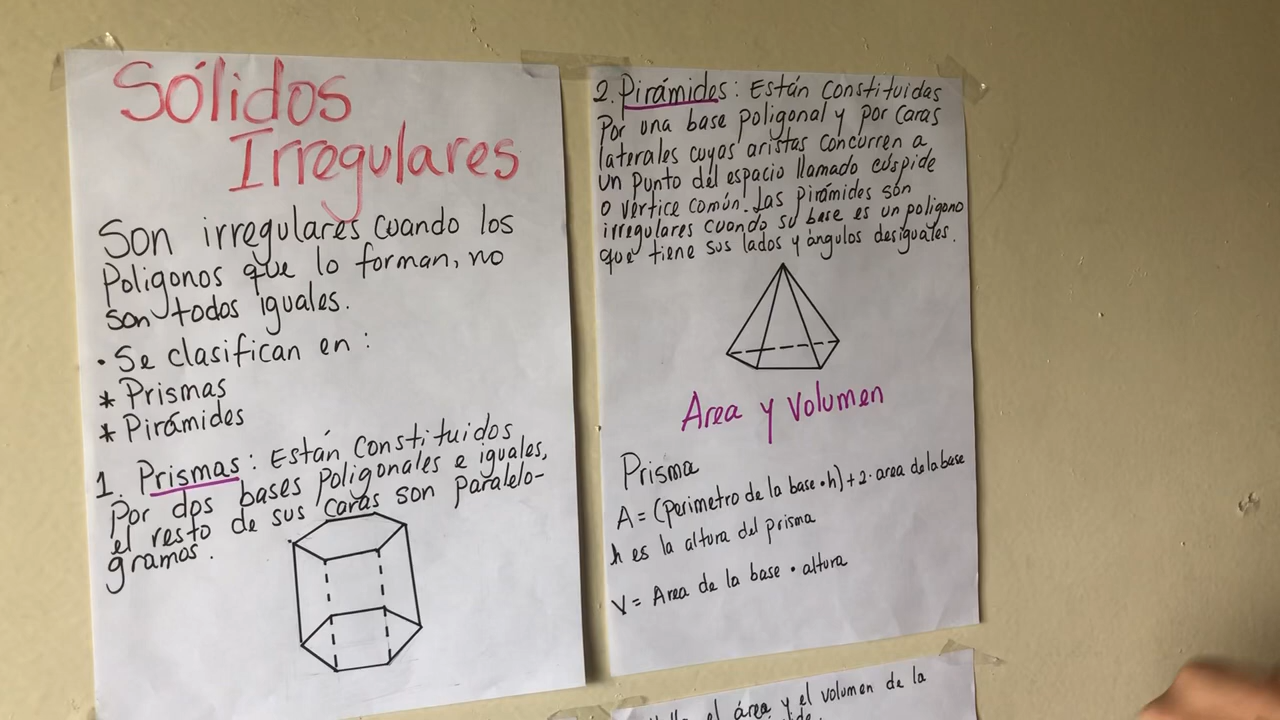 Sólidos
Irregulares
Son irregulares cuando los
Poligonos que lo forman, no
son todos iguales.
• Se clasifican en:
* Prismas
* Pirámides
1. Prismas: Están constituidos
Por dos bases Poligonales e iguales,
el resto de sus caras son paralelo-
gramos.
2. Pirámides: Están constituidas
Por una base poligonal y por caras
laterales cuyas aristas concurren a
un punto del espacio llamado cúspide
o vértice común. Las pirámides són
irregulares cuando su base es un poligono
que tiene sus lados y ángulos desiguales.
Area y volumen
Prisma
A = (perimetro de la base • h) + 2 • area de la base
h es la altura del prisma
V = Area de la base • altura
el área y el volumen de la